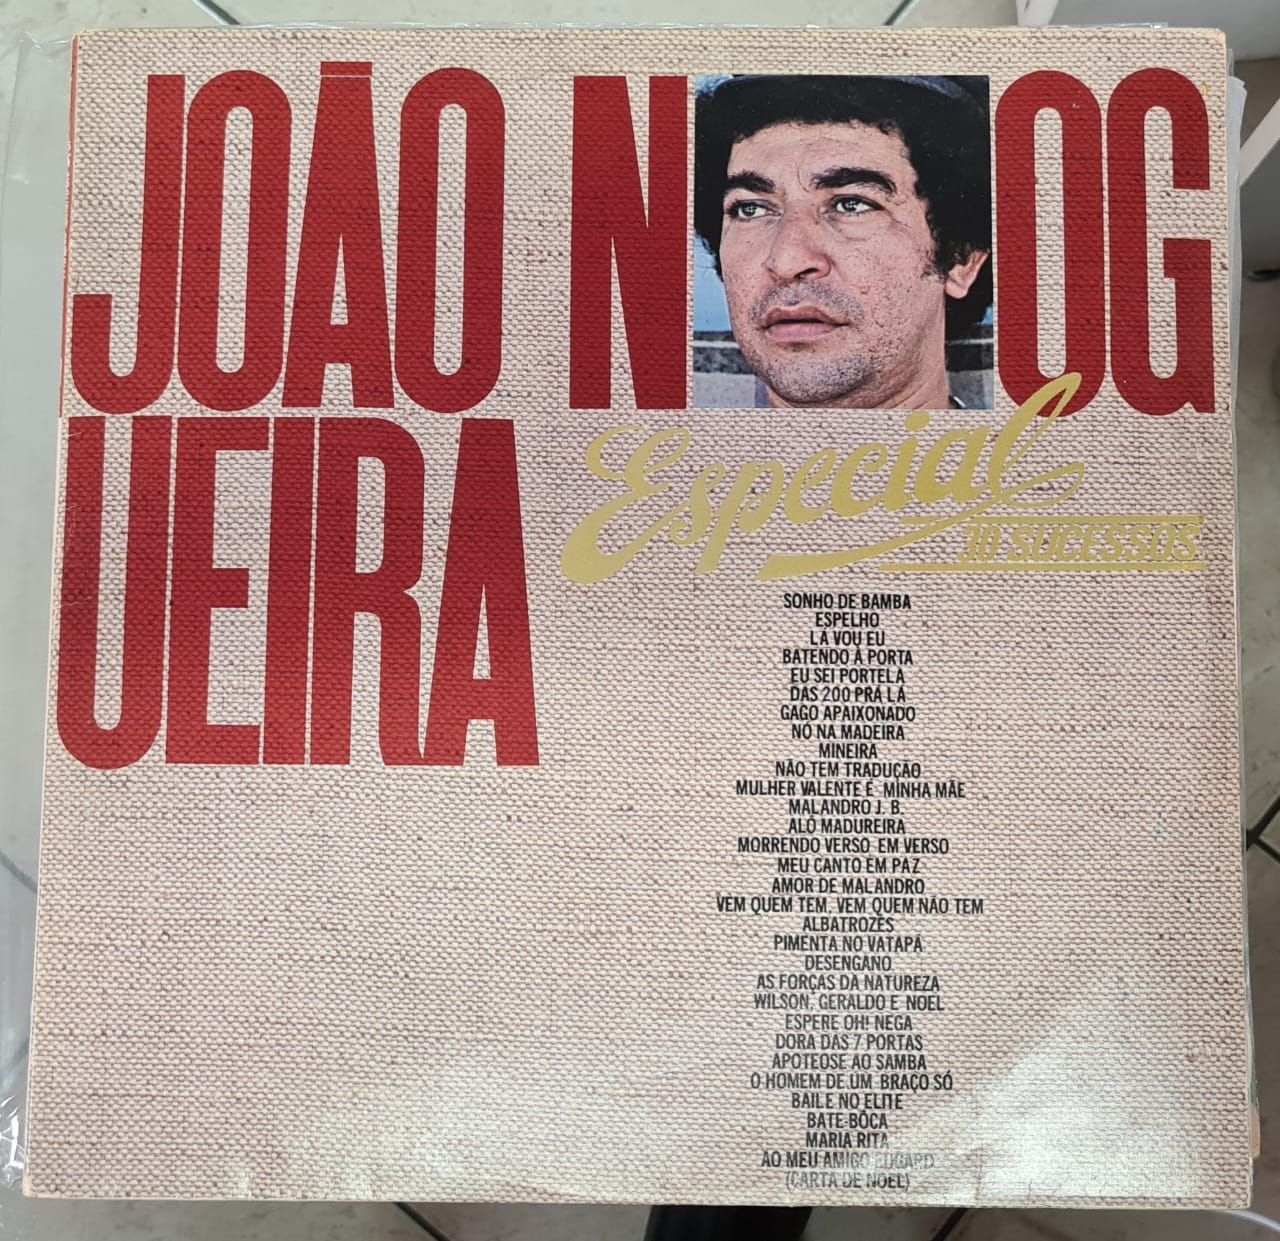 JOÃO NOG
UEIRA
Especial
30 SUCESSOS
SONHO DE BAMBA
ESPELHO
LÁ VOU EU
BATENDO À PORTA
EU SEI PORTELA
DAS 200 PRÁ LÁ
GAGO APAIXONADO
NÓ NA MADEIRA
MINEIRA
NÃO TEM TRADUÇÃO
MULHER VALENTE É MINHA MÃE
MALANDRO J. B.
ALÔ MADUREIRA
MORRENDO VERSO EM VERSO
MEU CANTO EM PAZ
AMOR DE MALANDRO
VEM QUEM TEM, VEM QUEM NÃO TEM
ALBATROZES
PIMENTA NO VATAPÁ
DESENGANO
AS FORÇAS DA NATUREZA
WILSON, GERALDO E NOEL
ESPERE OH! NEGA
DORA DAS 7 PORTAS
APOTEOSE AO SAMBA
O HOMEM DE UM BRAÇO SÓ
BAILE NO ELITE
BATE-BÔCA
MARIA RITA
AO MEU AMIGO EDGARD
(CARTA DE NOEL)